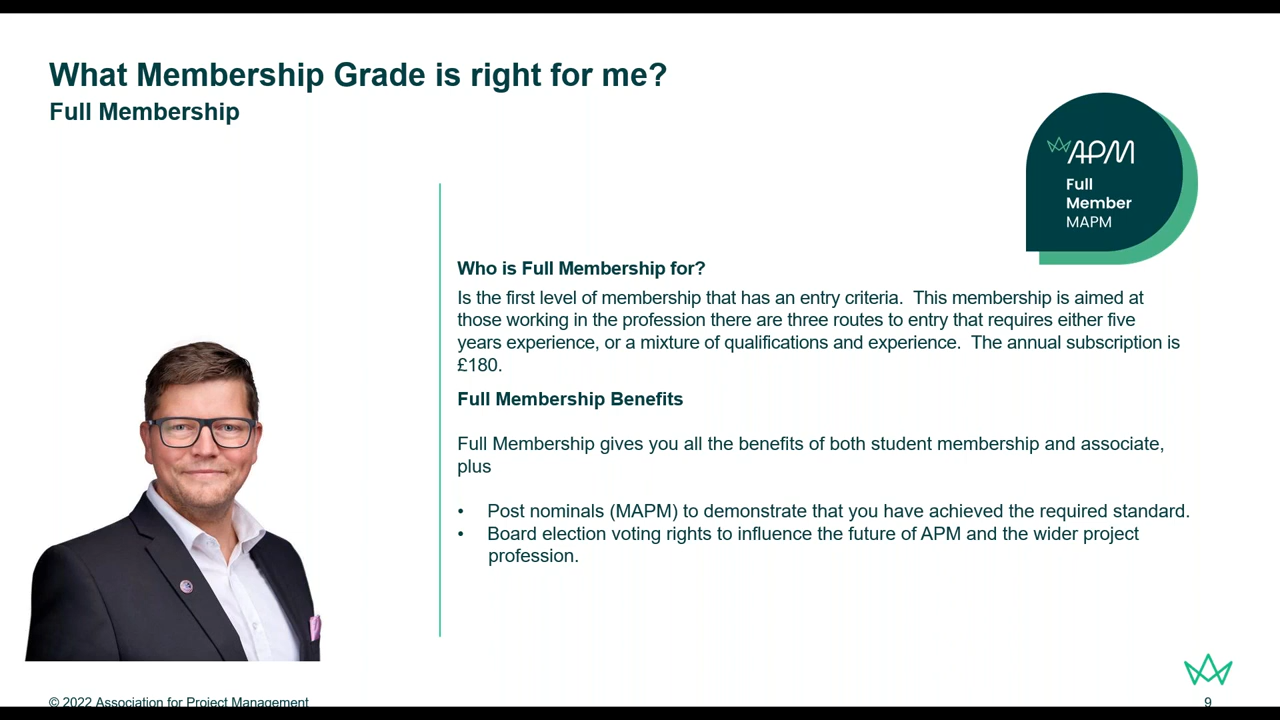 What Membership Grade is right for me?
Full Membership
APM
Full
Member
MAPM
Who is Full Membership for?
Is the first level of membership that has an entry criteria.  This membership is aimed at
those working in the profession there are three routes to entry that requires either five
years experience, or a mixture of qualifications and experience.  The annual subscription is
£180.
Full Membership Benefits
Full Membership gives you all the benefits of both student membership and associate,
plus
• Post nominals (MAPM) to demonstrate that you have achieved the required standard.
• Board election voting rights to influence the future of APM and the wider project
profession.
© 2022 Association for Project Management
9